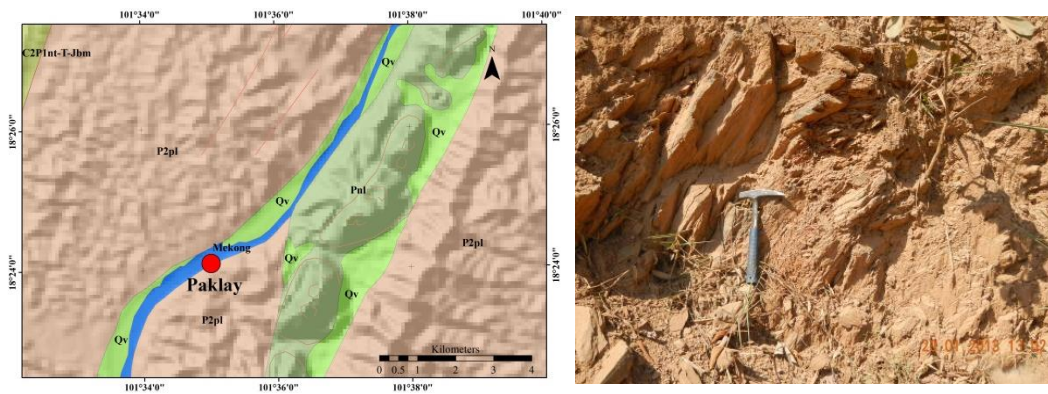 101°34'0" 101°36'0" 101°38'0" 101°40'0"
C2P1nt-T-Jbm
Qv
N
18°26'0" 18°26'0"
Qv
P2pl
Pnl
Qv
Mekong
P2pl
18°24'0" 18°24'0"
Qv
Paklay
Qv
P2pl
Qv
Kilometers
0 0.5 1 2 3 4
101°34'0" 101°36'0" 101°38'0"